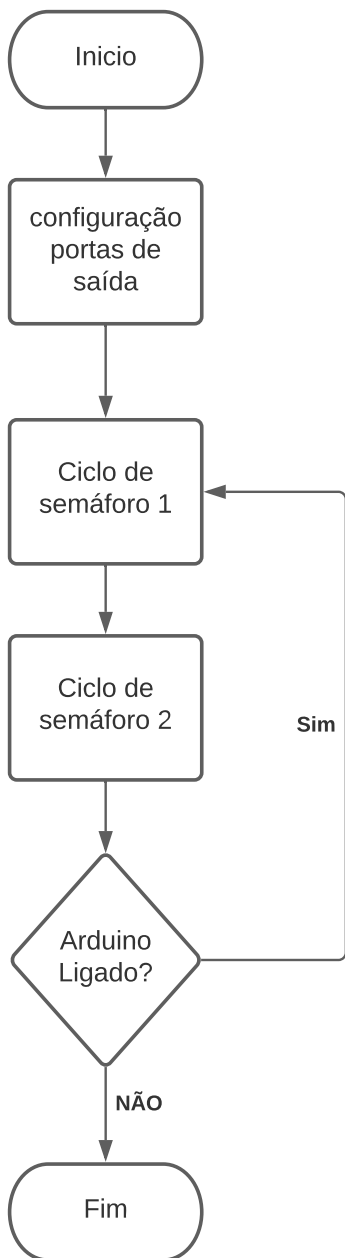 Inicio
configuração
portas de
saída
Ciclo de
semáforo 1
Ciclo de
semáforo 2
Sim
Arduino
Ligado?
NÃO
Fim